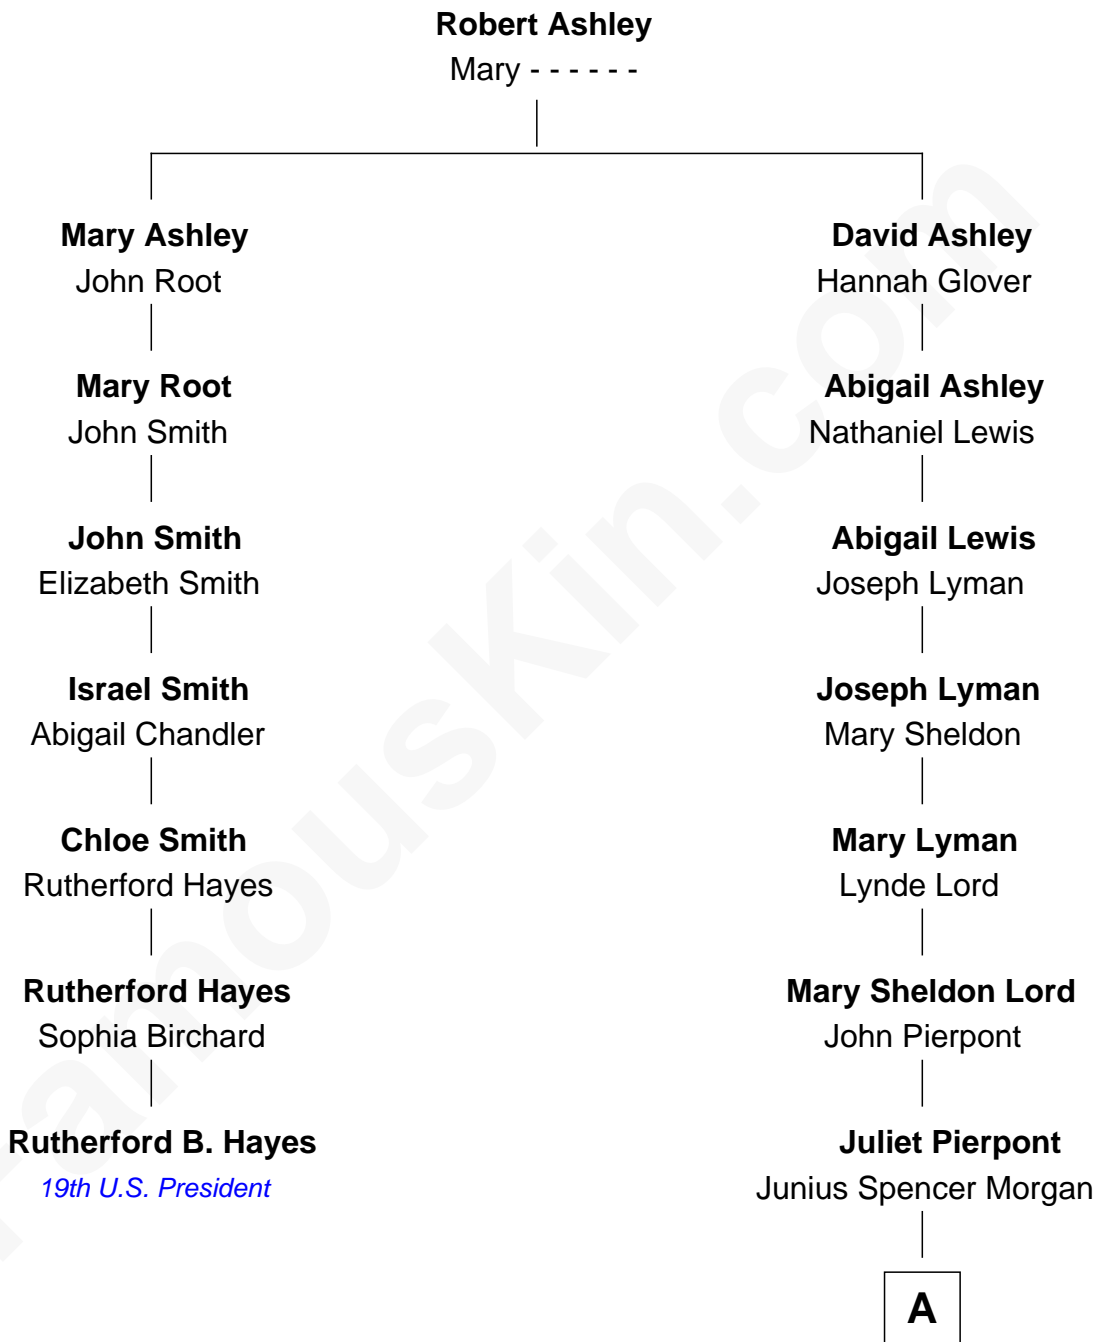 Robert Ashley
Mary - - - - - -
Mary Ashley
John Root
David Ashley
Hannah Glover
Mary Root
John Smith
Abigail Ashley
Nathaniel Lewis
John Smith
Elizabeth Smith
Abigail Lewis
Joseph Lyman
Israel Smith
Abigail Chandler
Joseph Lyman
Mary Sheldon
Chloe Smith
Rutherford Hayes
Mary Lyman
Lynde Lord
Rutherford Hayes
Sophia Birchard
Mary Sheldon Lord
John Pierpont
Rutherford B. Hayes
19th U.S. President
Juliet Pierpont
Junius Spencer Morgan
A
FamousKin.com